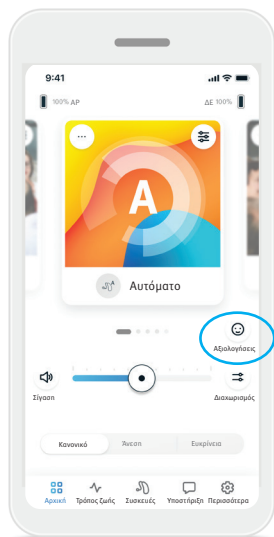 9:41
100% ΑΡ
ΔΕ 100%
A
Αυτόματο
Αξιολογήσεις
Σίγαση
Διαχωρισμός
Κανονικό Άνεση Ευκρίνεια
Αρχική Τρόπος ζωής Συσκευές Υποστήριξη Περισσότερα